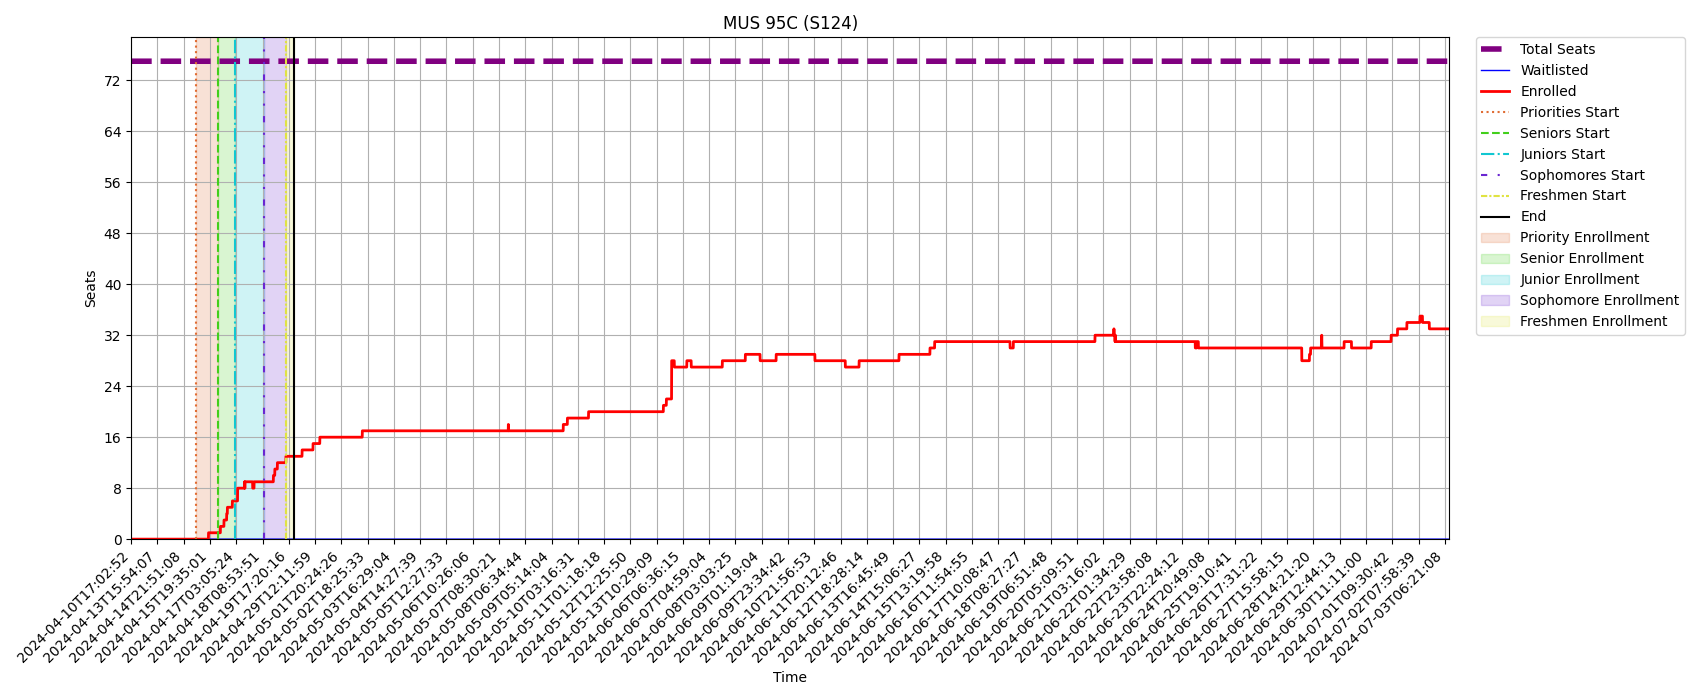 MUS 95C (S124)
Total Seats
Waitlisted
Enrolled
Priorities Start
Seniors Start
Juniors Start
Sophomores Start
Freshmen Start
End
Priority Enrollment
Senior Enrollment
Junior Enrollment
Sophomore Enrollment
Freshmen Enrollment
Seats
72
64
56
48
40
32
24
16
8
0
2024-04-10T17:02:52
2024-04-13T15:54:07
2024-04-14T21:51:08
2024-04-15T19:35:01
2024-04-17T03:05:24
2024-04-18T08:53:51
2024-04-19T17:20:16
2024-04-29T12:11:59
2024-05-01T20:24:26
2024-05-02T18:25:33
2024-05-03T16:29:04
2024-05-04T14:27:39
2024-05-05T12:27:33
2024-05-06T10:26:06
2024-05-07T08:30:21
2024-05-08T06:34:44
2024-05-09T05:14:04
2024-05-10T03:16:31
2024-05-11T01:18:18
2024-05-12T12:25:50
2024-05-13T10:29:09
2024-06-06T06:36:15
2024-06-07T04:59:04
2024-06-08T03:03:25
2024-06-09T01:19:04
2024-06-09T23:34:42
2024-06-10T21:56:53
2024-06-11T20:12:46
2024-06-12T18:28:14
2024-06-13T16:45:49
2024-06-14T15:06:27
2024-06-15T13:19:58
2024-06-16T11:54:55
2024-06-17T10:08:47
2024-06-18T08:27:27
2024-06-19T06:51:48
2024-06-20T05:09:51
2024-06-21T03:16:02
2024-06-22T01:34:29
2024-06-22T23:58:08
2024-06-23T22:24:12
2024-06-24T20:49:08
2024-06-25T19:10:41
2024-06-26T17:31:22
2024-06-27T15:58:15
2024-06-28T14:21:20
2024-06-29T12:44:13
2024-06-30T11:11:00
2024-07-01T09:30:42
2024-07-02T07:58:39
2024-07-03T06:21:08
Time